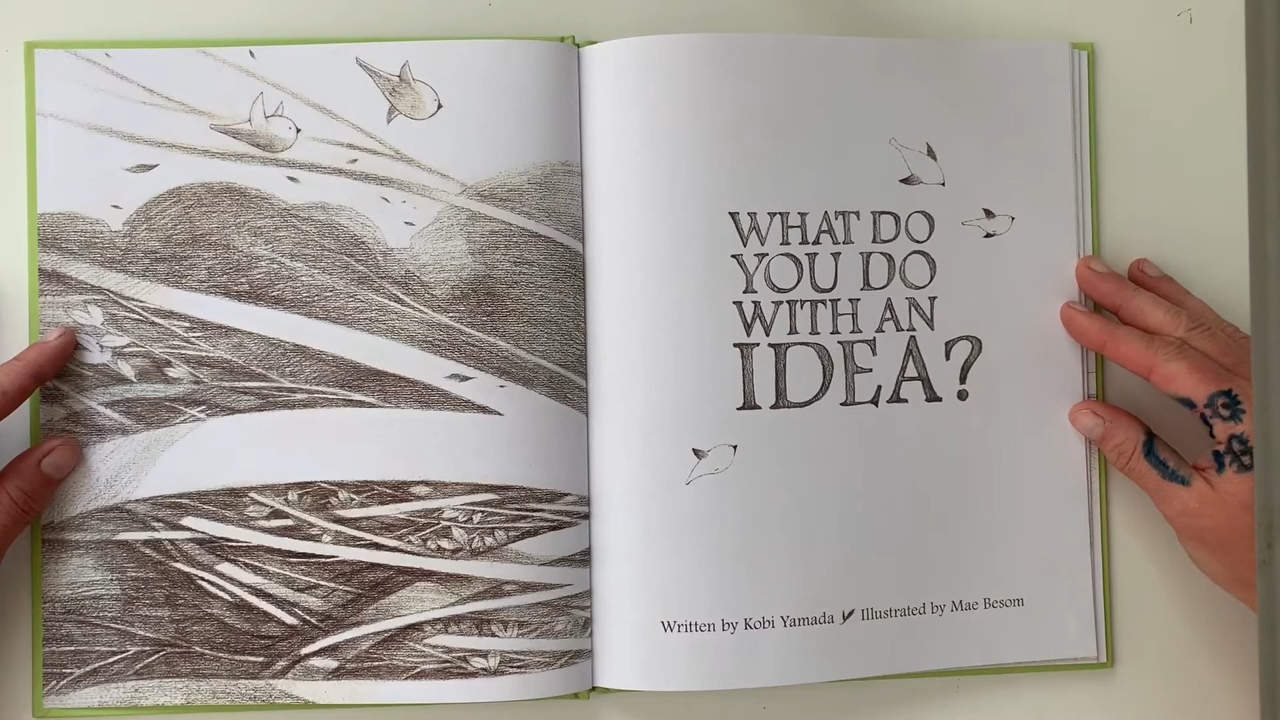 WHAT DO
YOU DO
WITH AN
IDEA?
Written by Kobi Yamada Illustrated by Mae Besom